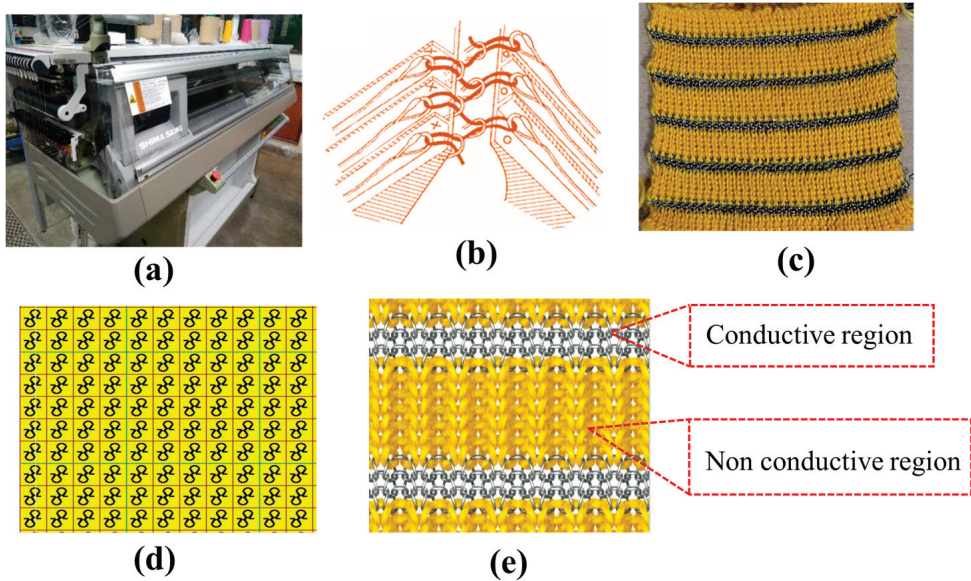 SHIMA SEIKI
(a)
(b)
(c)
Conductive region
Non conductive region
(d)
(e)